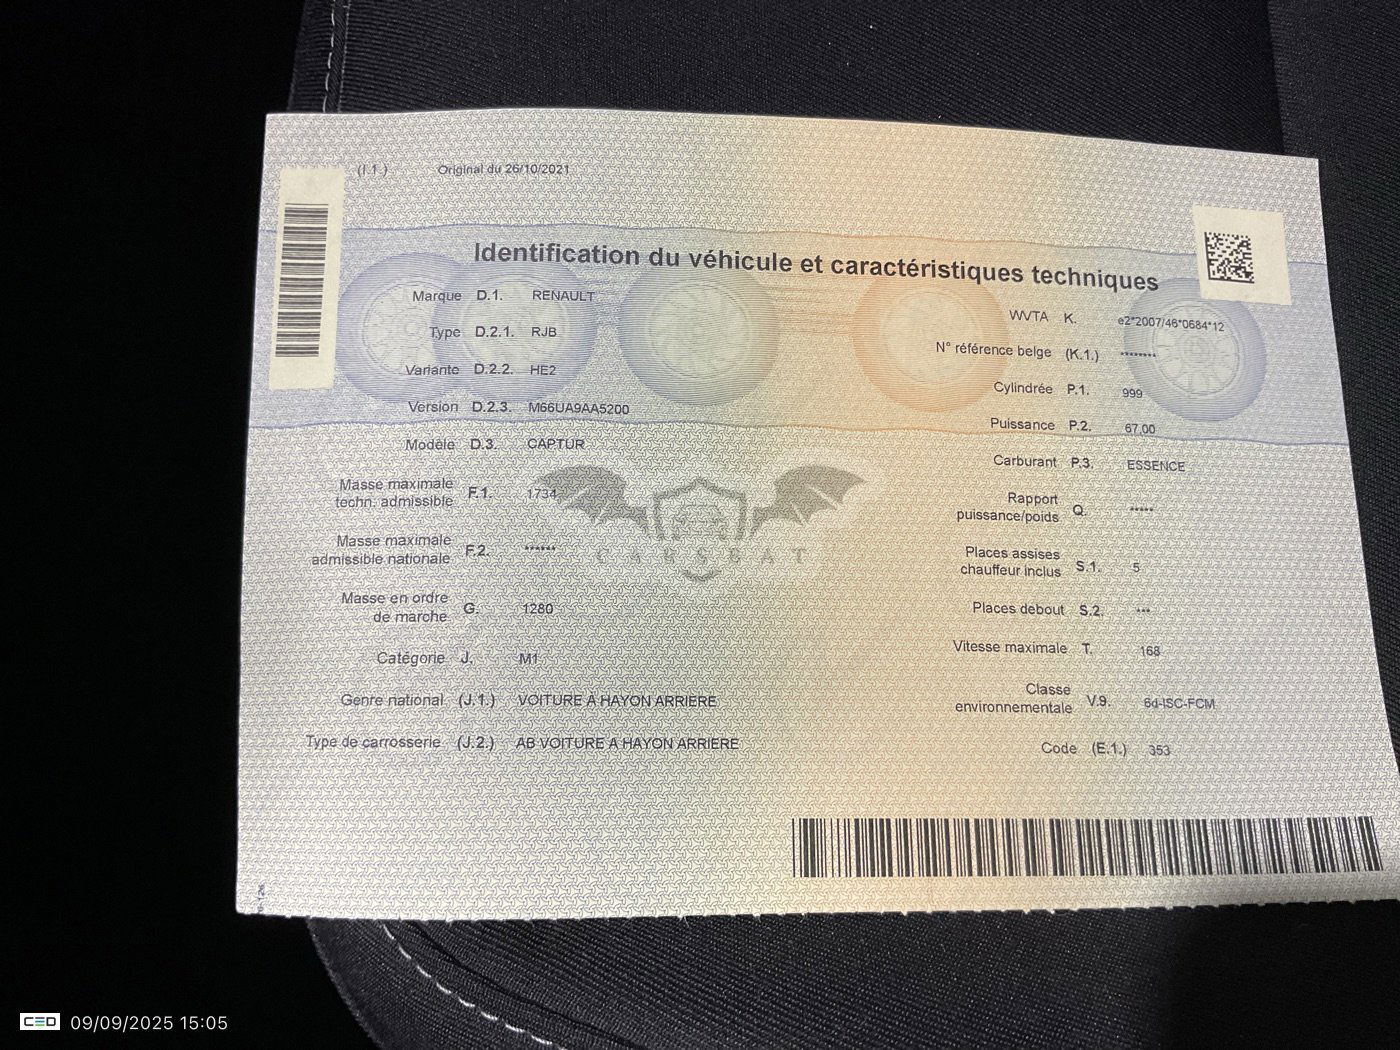 (I.1.) Original du 26/10/2021
Identification du véhicule et caractéristiques techniques
Marque D.1. RENAULT
Type D.2.1. RJB
Variante D.2.2. HE2
Version D.2.3. M66UA9AA5200
Modèle D.3. CAPTUR
Masse maximale
techn. admissible F.1. 1734
Masse maximale
admissible nationale F.2. ******
Masse en ordre
de marche G. 1280
Catégorie J. M1
Genre national (J.1.) VOITURE A HAYON ARRIERE
Type de carrosserie (J.2.) AB VOITURE A HAYON ARRIERE
WVTA K. e2*2007/46*0684*12
N° référence belge (K.1.) ********
Cylindrée P.1. 999
Puissance P.2. 67.00
Carburant P.3. ESSENCE
Rapport
puissance/poids Q. *****
Places assises
chauffeur inclus S.1. 5
Places debout S.2. ***
Vitesse maximale T. 168
Classe
environnementale V.9. 6d-ISC-FCM
Code (E.1.) 353
CARSBAT
CED 09/09/2025 15:05